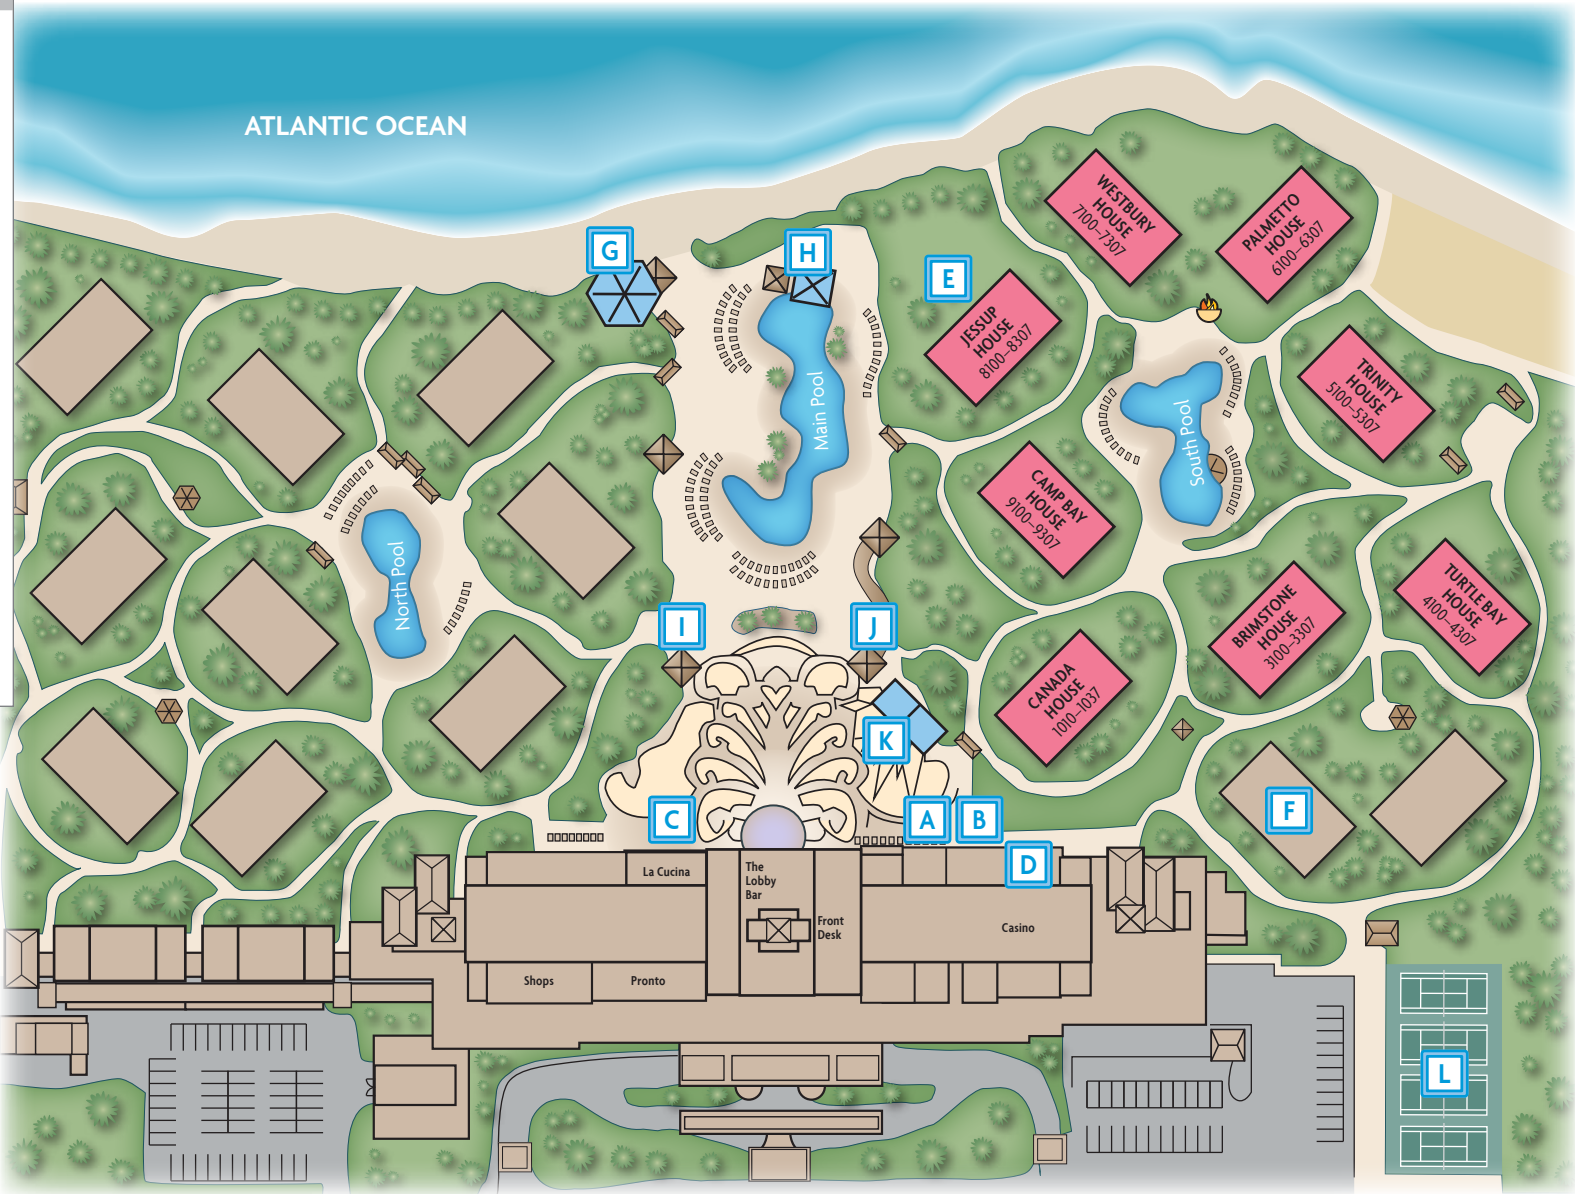 ATLANTIC OCEAN
G
H
E
WESTBURY
HOUSE
7100–7307
PALMETTO
HOUSE
6100–6307
JESSUP
HOUSE
8100–8307
TRINITY
HOUSE
5100–5307
Main Pool
South Pool
CAMP BAY
HOUSE
9100–9307
North Pool
TURTLE BAY
HOUSE
4100–4307
BRIMSTONE
HOUSE
3100–3307
I
J
CANADA
HOUSE
1010–1037
K
C
A
B
F
D
La Cucina
The
Lobby
Bar
Front
Desk
Casino
Shops
Pronto
L